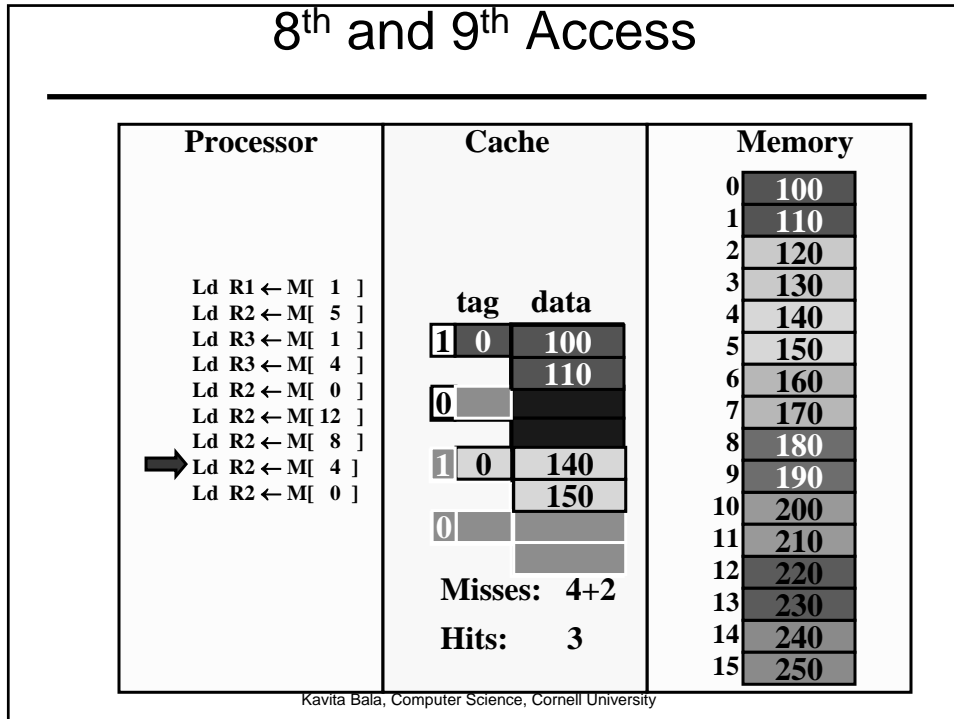 8th and 9th Access
Processor
Ld R1 ← M[ 1 ]
Ld R2 ← M[ 5 ]
Ld R3 ← M[ 1 ]
Ld R3 ← M[ 4 ]
Ld R2 ← M[ 0 ]
Ld R2 ← M[ 12 ]
Ld R2 ← M[ 8 ]
Ld R2 ← M[ 4 ]
Ld R2 ← M[ 0 ]
Cache
tag data
1 0 100
110
0
1 0 140
150
0
Misses: 4+2
Hits: 3
Memory
0 100
1 110
2 120
3 130
4 140
5 150
6 160
7 170
8 180
9 190
10 200
11 210
12 220
13 230
14 240
15 250
Kavita Bala, Computer Science, Cornell University